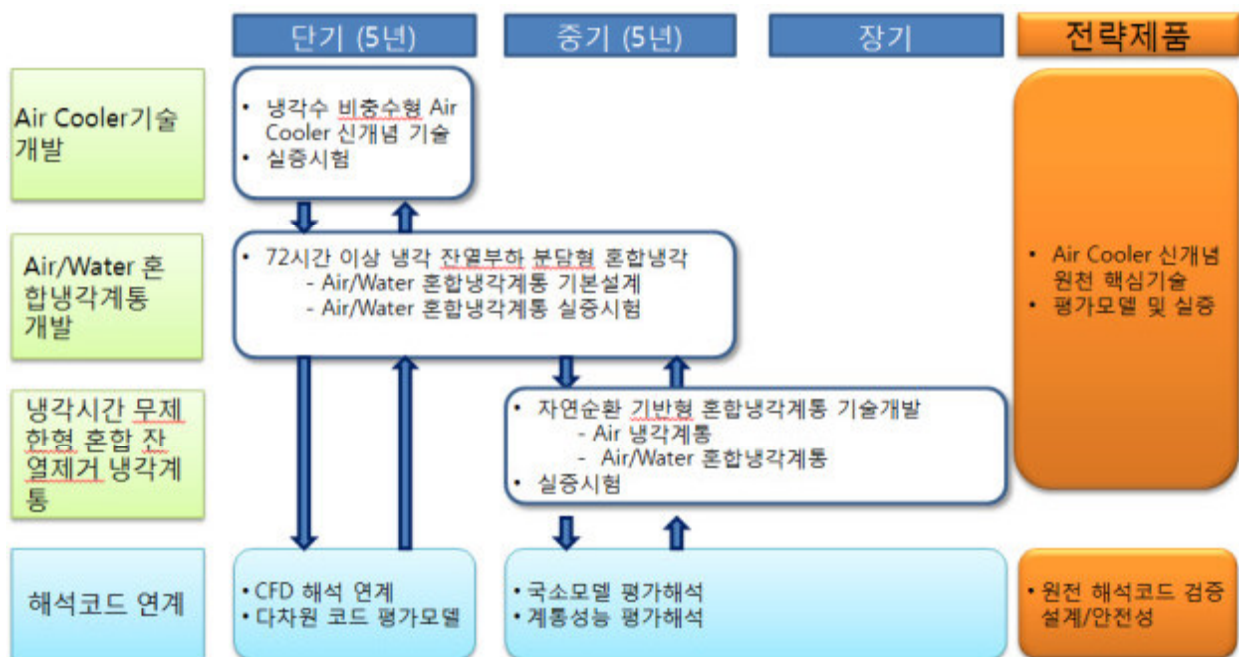 단기 (5년)
중기 (5년)
장기
전략제품
Air Cooler기술
개발
• 냉각수 비충수형 Air
Cooler 신개념 기술
• 실증시험
Air/Water 혼
합냉각계통
개발
• 72시간 이상 냉각 잔열부하 분담형 혼합냉각
- Air/Water 혼합냉각계통 기본설계
- Air/Water 혼합냉각계통 실증시험
• Air Cooler 신개념
원천 핵심기술
• 평가모델 및 실증
냉각시간 무제
한형 혼합 잔
열제거 냉각계
통
• 자연순환 기반형 혼합냉각계통 기술개발
- Air 냉각계통
- Air/Water 혼합냉각계통
• 실증시험
해석코드 연계
• CFD 해석 연계
• 다차원 코드 평가모델
• 국소모델 평가해석
• 계통성능 평가해석
• 원전 해석코드 검증
설계/안전성